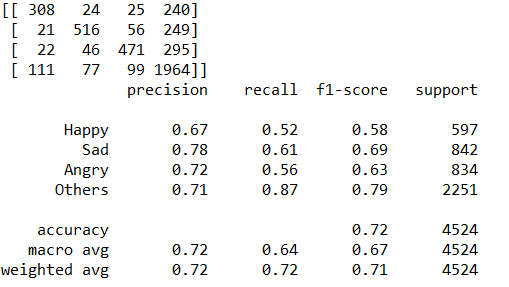 [[ 308 24 25 240]
[ 21 516 56 249]
[ 22 46 471 295]
[ 111 77 99 1964]]
precision recall f1-score support
Happy 0.67 0.52 0.58 597
Sad 0.78 0.61 0.69 842
Angry 0.72 0.56 0.63 834
Others 0.71 0.87 0.79 2251
accuracy 0.72 4524
macro avg 0.72 0.64 0.67 4524
weighted avg 0.72 0.72 0.71 4524